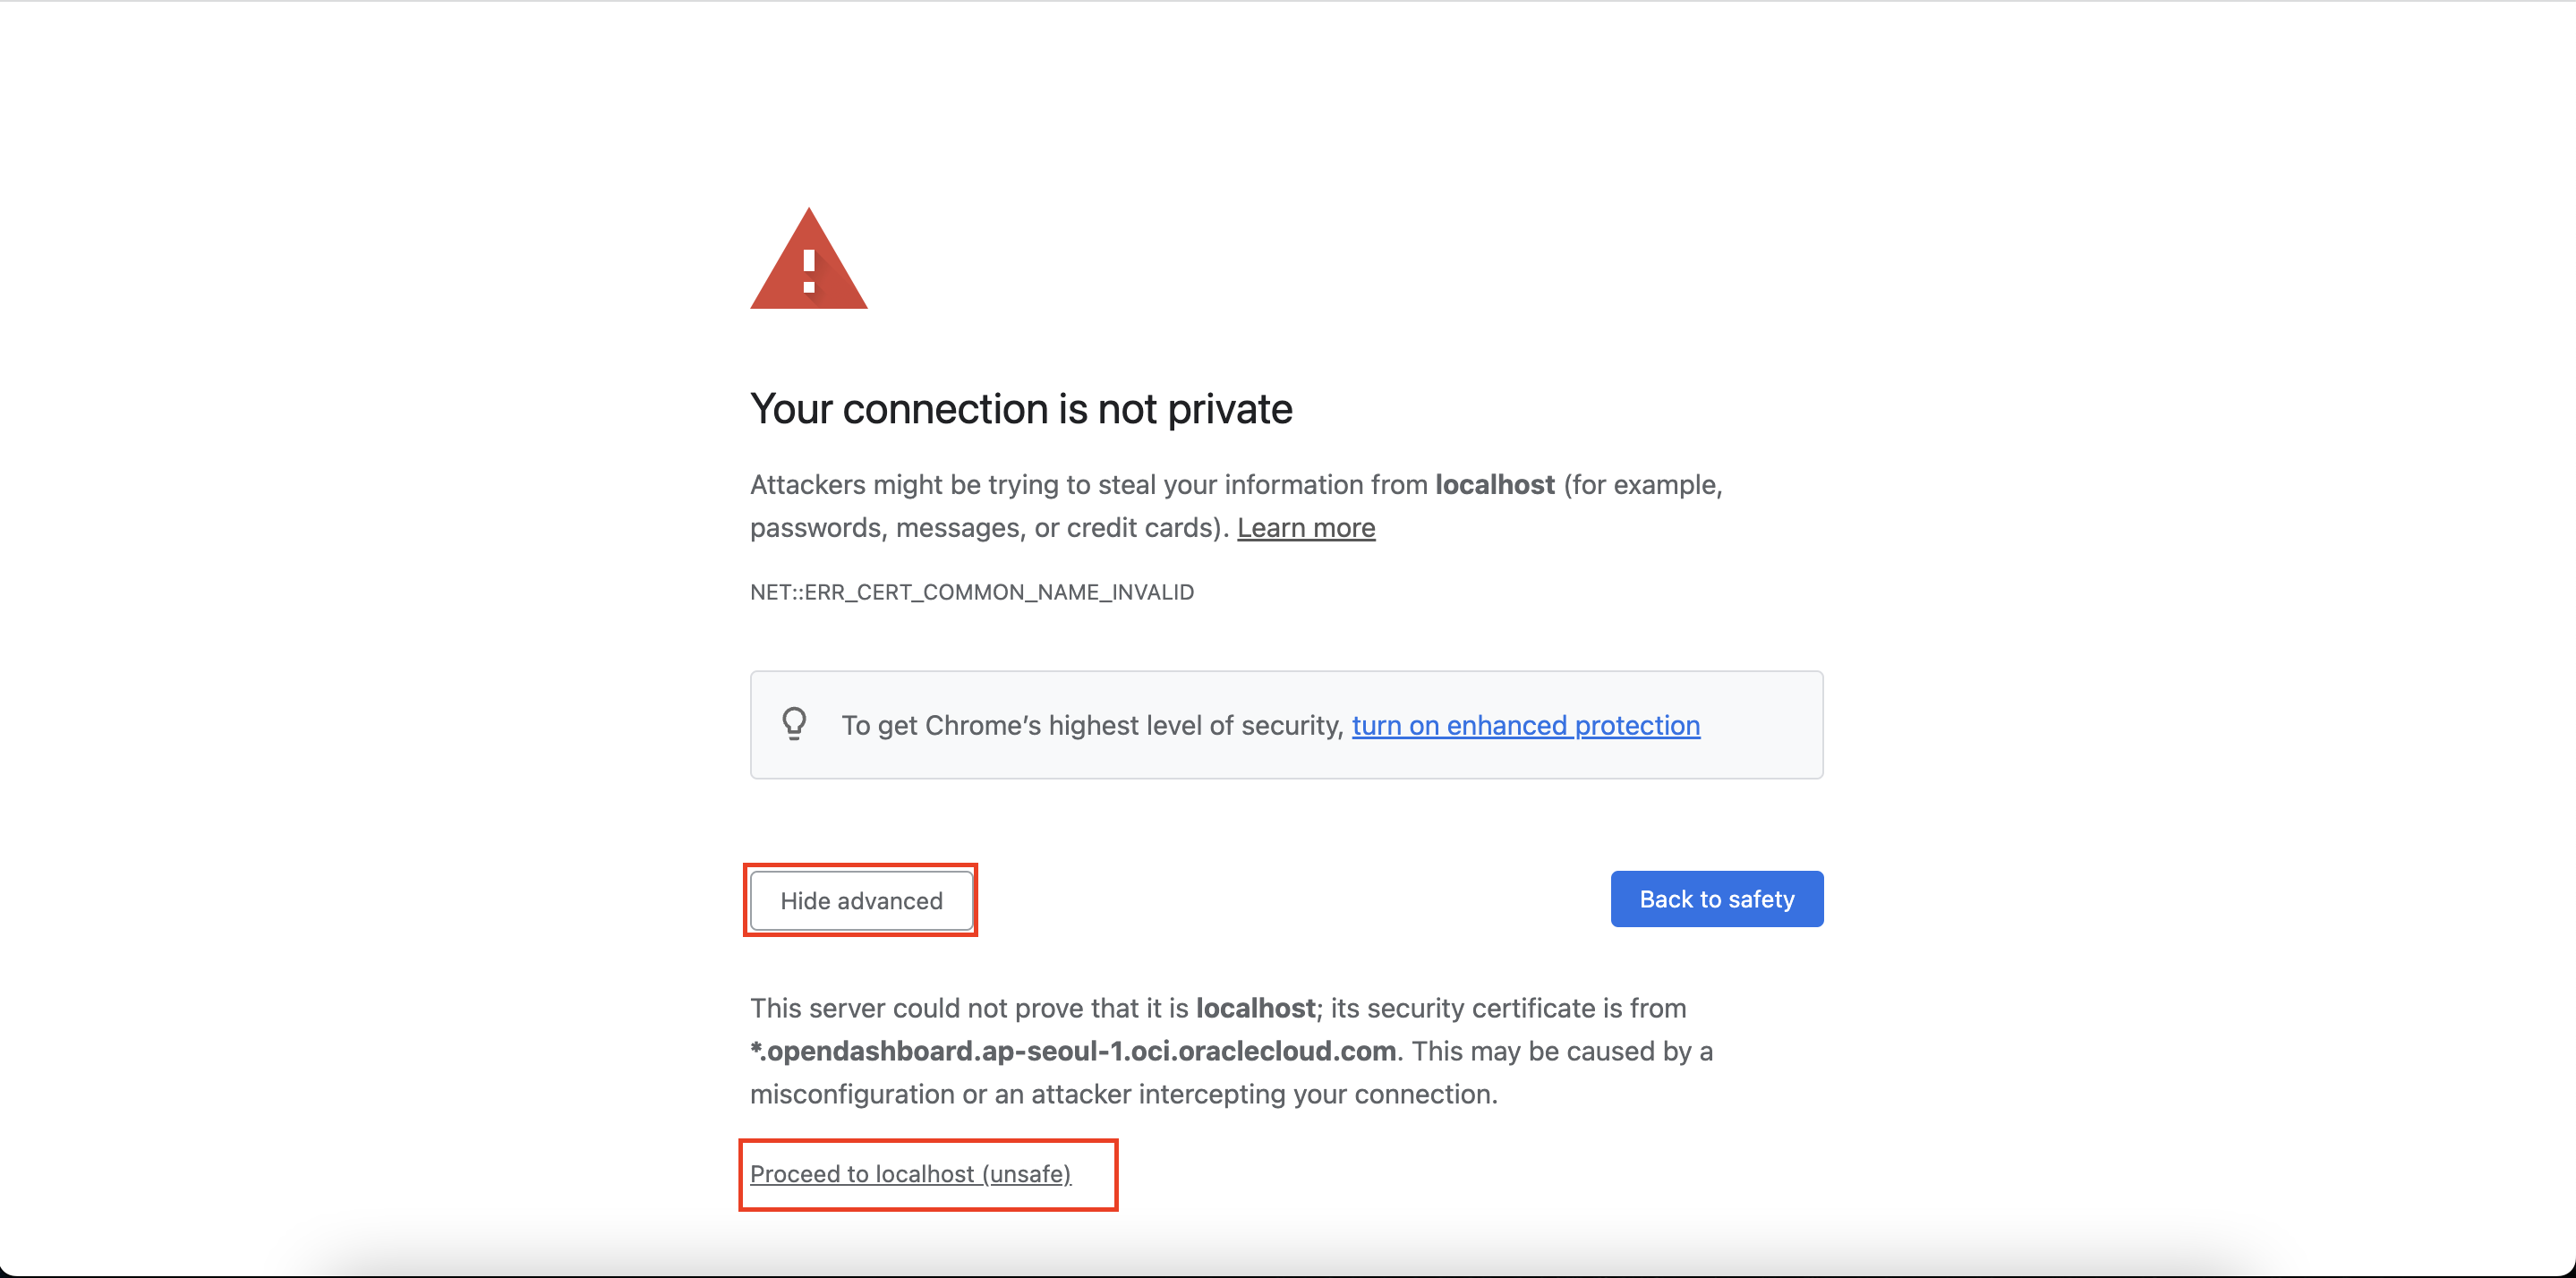 Your connection is not private
Attackers might be trying to steal your information from localhost (for example,
passwords, messages, or credit cards). Learn more
NET::ERR_CERT_COMMON_NAME_INVALID
To get Chrome’s highest level of security, turn on enhanced protection
Hide advanced
Back to safety
This server could not prove that it is localhost; its security certificate is from
*.opendashboard.ap-seoul-1.oci.oraclecloud.com. This may be caused by a
misconfiguration or an attacker intercepting your connection.
Proceed to localhost (unsafe)